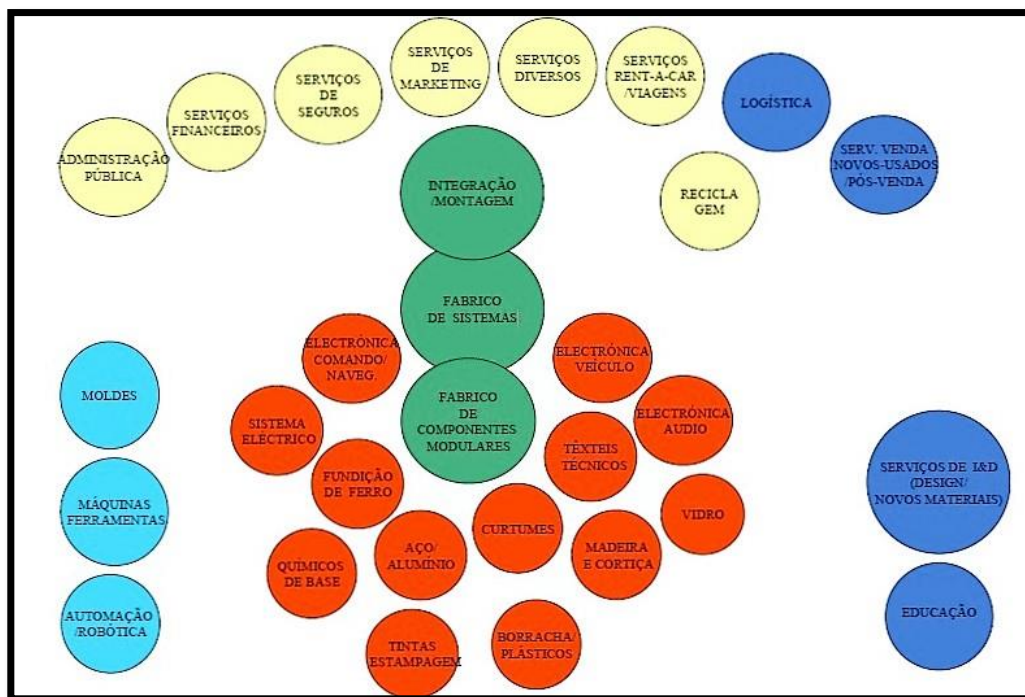 ADMINISTRAÇÃO
PÚBLICA
SERVIÇOS
FINANCEIROS
SERVIÇOS
DE
SEGUROS
SERVIÇOS
DE
MARKETING
SERVIÇOS
DIVERSOS
SERVIÇOS
RENT-A-CAR
/VIAGENS
LOGÍSTICA
SERV. VENDA
NOVOS-USADOS
/PÓS-VENDA
RECICLA
GEM
INTEGRAÇÃO
/MONTAGEM
FABRICO
DE SISTEMAS
FABRICO
DE
COMPONENTES
MODULARES
ELECTRÓNICA
COMANDO/
NAVEG.
ELECTRÓNICA
VEÍCULO
SISTEMA
ELÉCTRICO
ELECTRÓNICA
AUDIO
FUNDIÇÃO
DE FERRO
TÊXTEIS
TÉCNICOS
QUÍMICOS
DE BASE
AÇO/
ALUMÍNIO
CURTUMES
MADEIRA
E CORTIÇA
VIDRO
TINTAS
ESTAMPAGEM
BORRACHA/
PLÁSTICOS
MOLDES
MÁQUINAS
FERRAMENTAS
AUTOMAÇÃO
/ROBÓTICA
SERVIÇOS DE I&D
(DESIGN/
NOVOS MATERIAIS)
EDUCAÇÃO